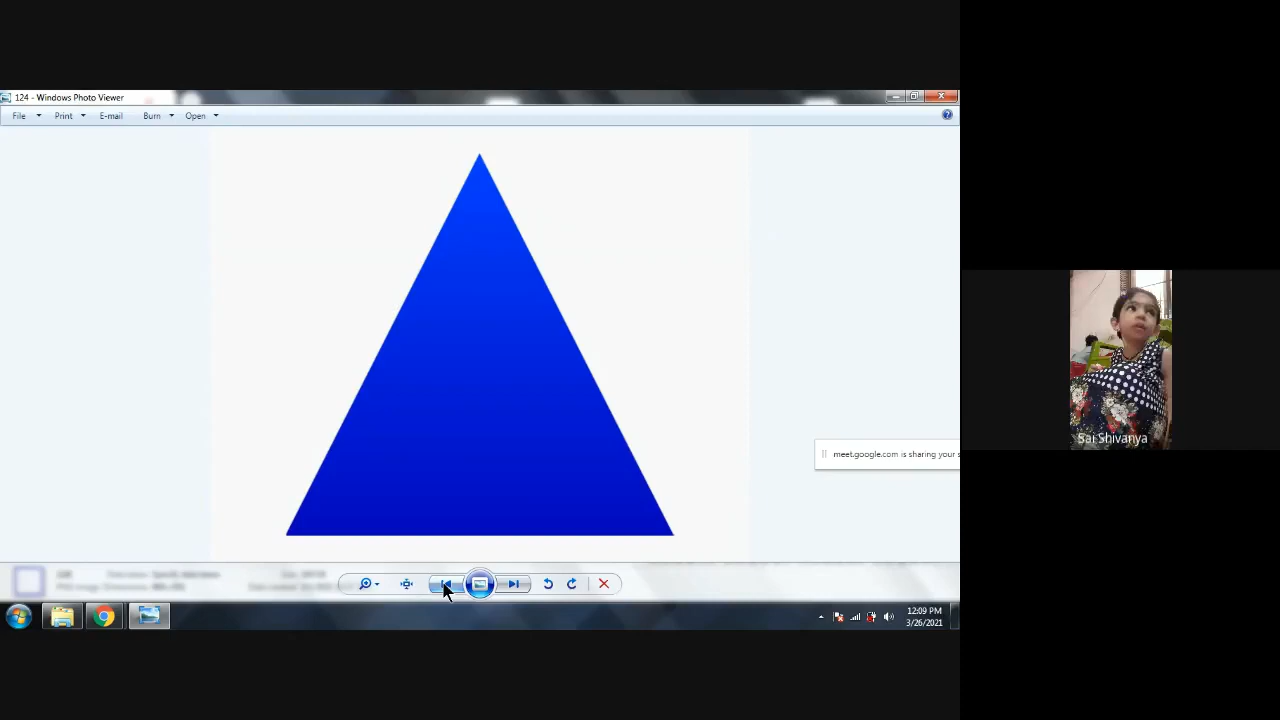 124 - Windows Photo Viewer
File Print E-mail Burn Open
Sai Shivanya
meet.google.com is sharing your s
12:09 PM
3/26/2021